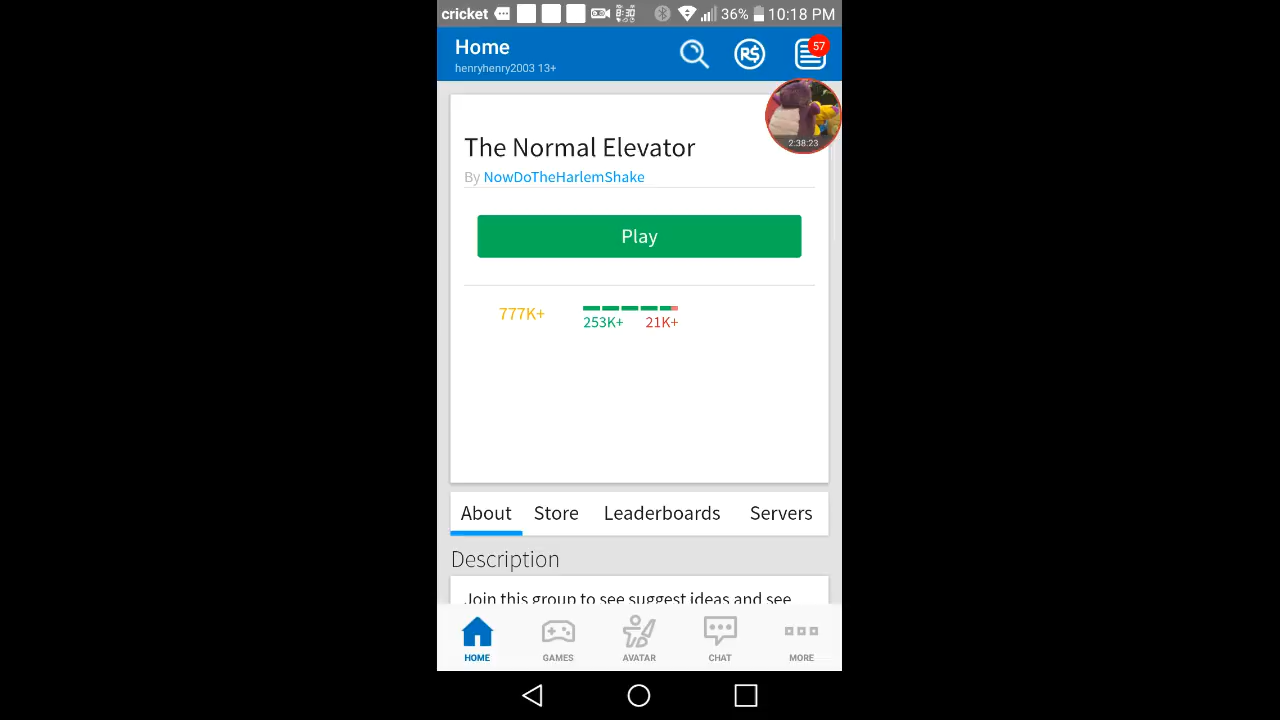 cricket 8:30 36% 10:18 PM
Home
henryhenry2003 13+
R$
57
2:38:23
The Normal Elevator
By NowDoTheHarlemShake
Play
777K+
253K+ 21K+
About Store Leaderboards Servers
Description
Join this group to see suggest ideas and see
HOME GAMES AVATAR CHAT MORE